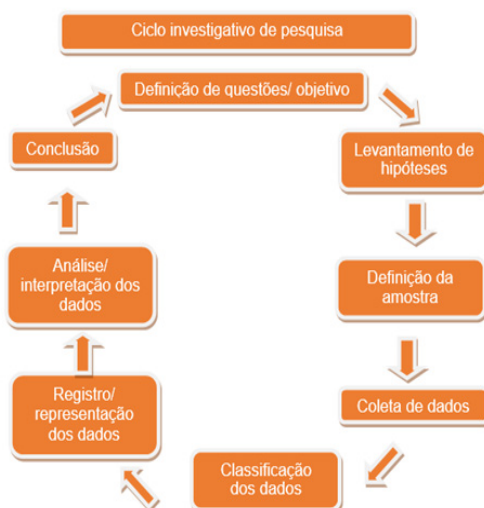 Ciclo investigativo de pesquisa
Definição de questões/ objetivo
Levantamento de
hipóteses
Definição da
amostra
Coleta de dados
Classificação
dos dados
Registro/
representação
dos dados
Análise/
interpretação dos
dados
Conclusão